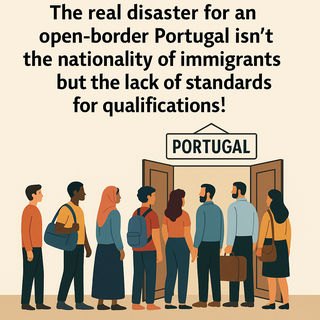 The real disaster for an
open-border Portugal isn't
the nationality of immigrants
but the lack of standards
for qualifications!
PORTUGAL